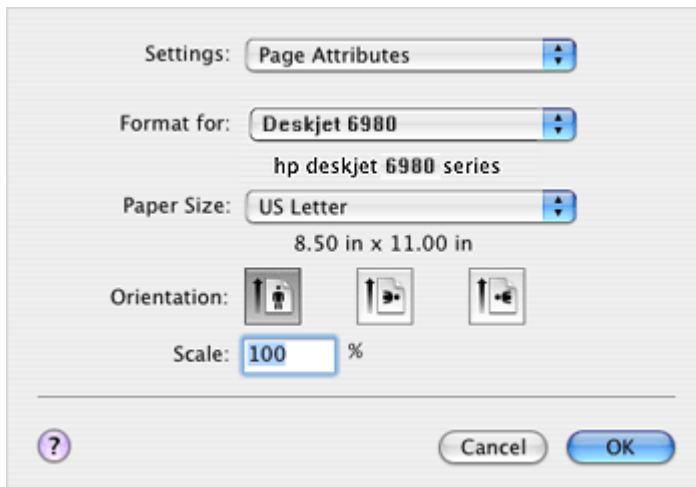 Settings: Page Attributes
Format for: Deskjet 6980
hp deskjet 6980 series
Paper Size: US Letter
8.50 in x 11.00 in
Orientation:
Scale: 100 %
? Cancel OK